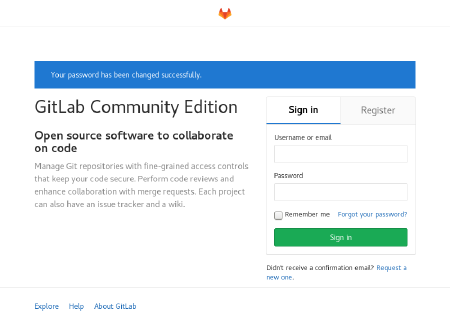 Your password has been changed successfully.
GitLab Community Edition
Open source software to collaborate
on code
Manage Git repositories with fine-grained access controls
that keep your code secure. Perform code reviews and
enhance collaboration with merge requests. Each project
can also have an issue tracker and a wiki.
Sign in
Register
Username or email
Password
Remember me
Forgot your password?
Sign in
Didn't receive a confirmation email? Request a
new one.
Explore
Help
About GitLab